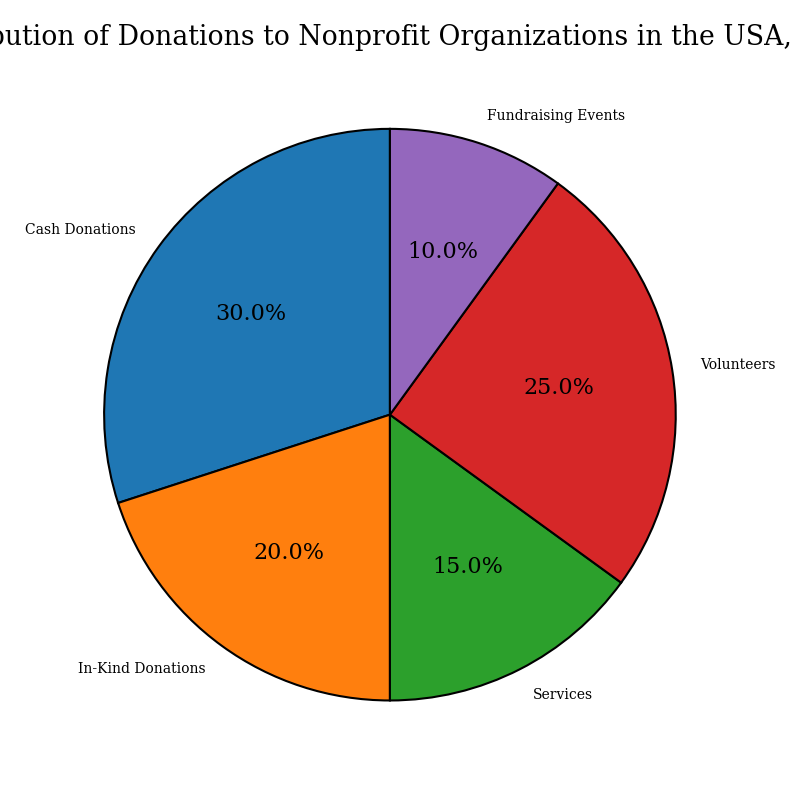 of Donations to Nonprofit Organizations in the USA,
Fundraising Events
Cash Donations
10.0%
30.0%
Volunteers
25.0%
20.0%
15.0%
In-Kind Donations
Services